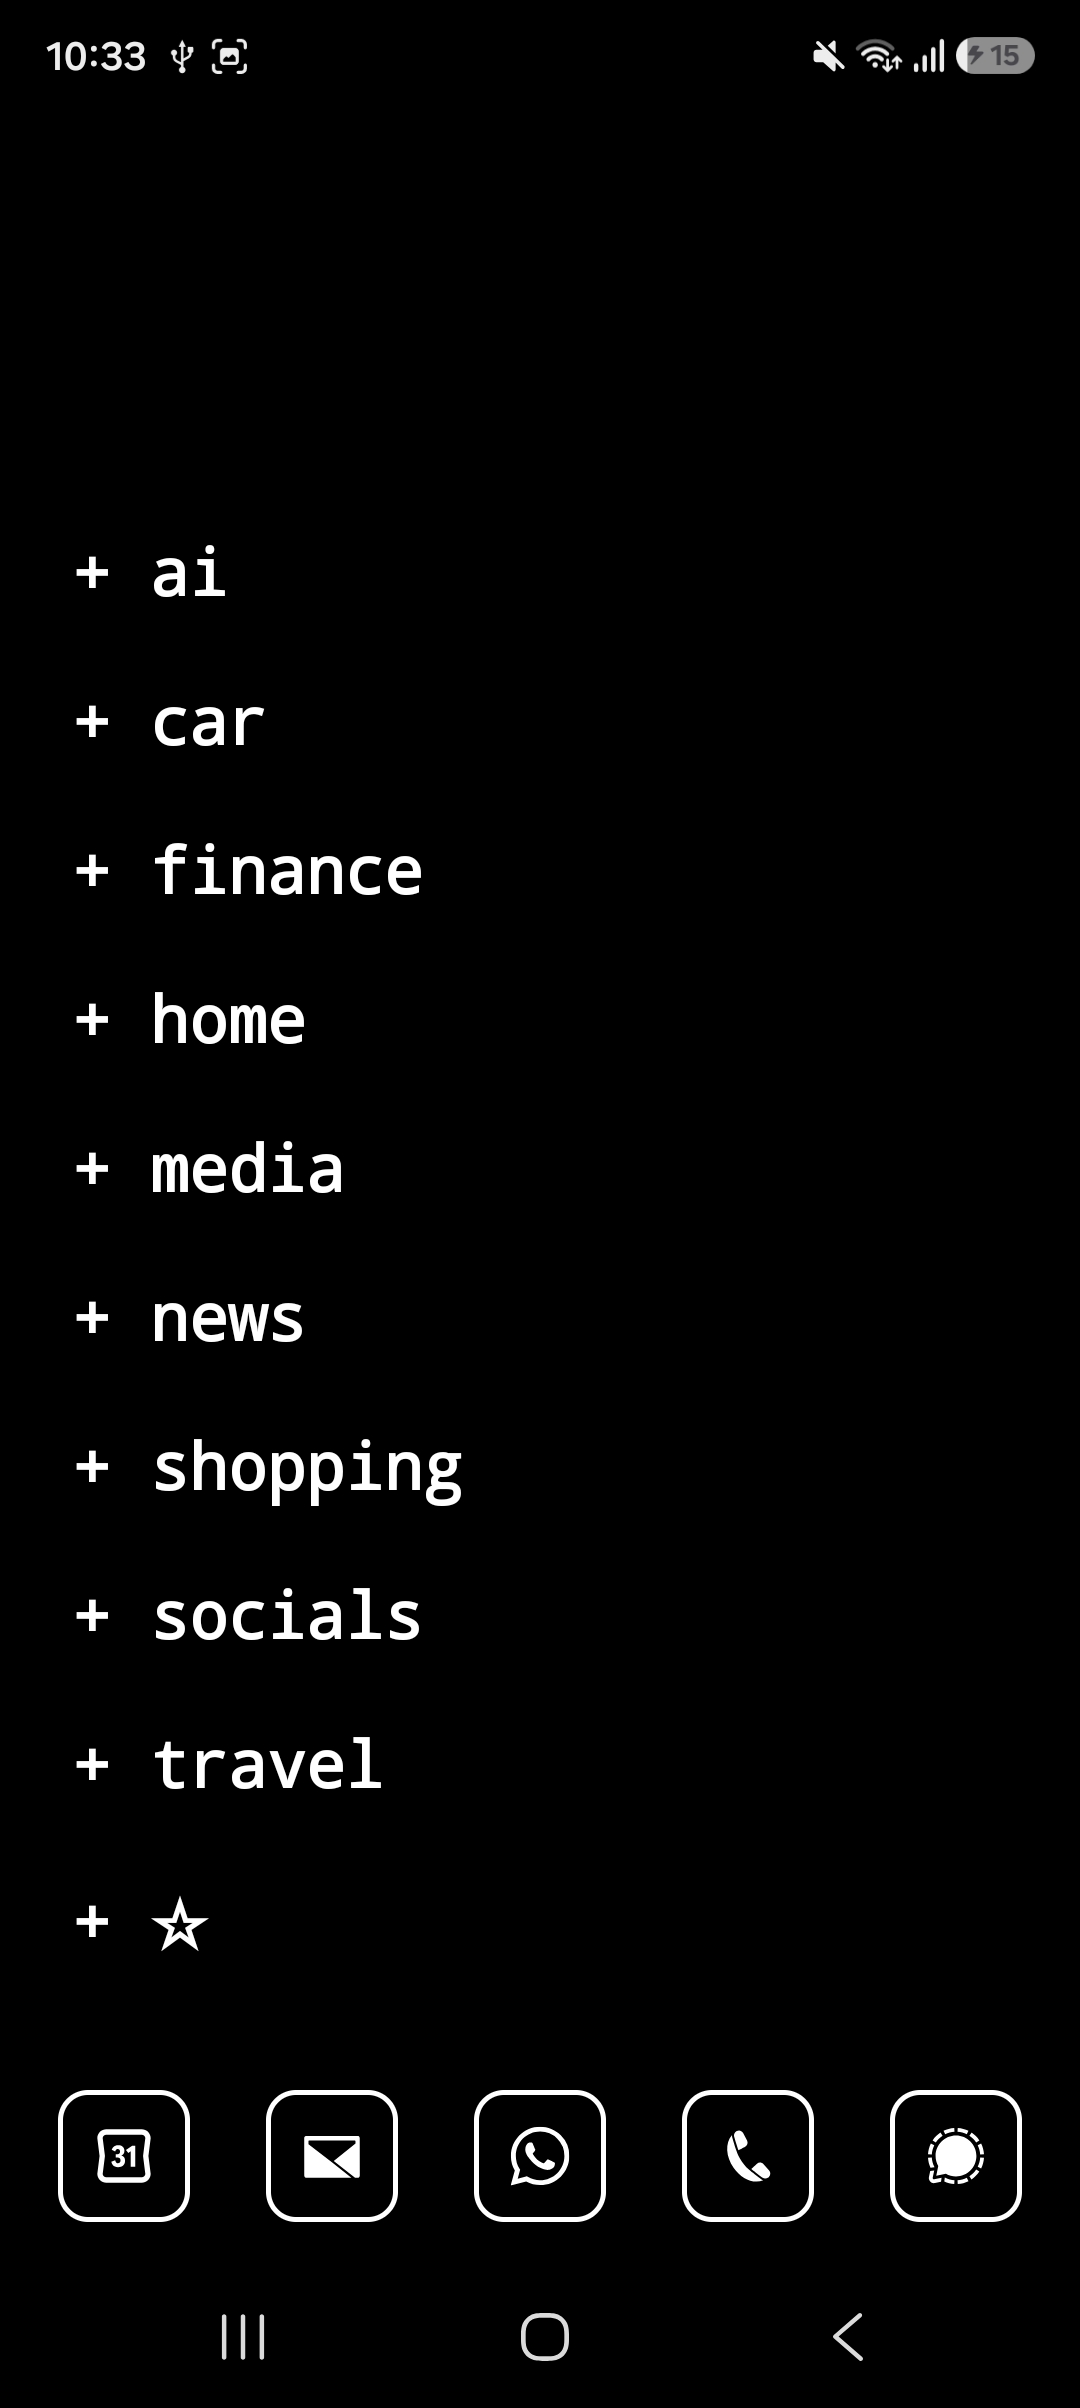 10:33 15
+ ai
+ car
+ finance
+ home
+ media
+ news
+ shopping
+ socials
+ travel
+ ☆
31